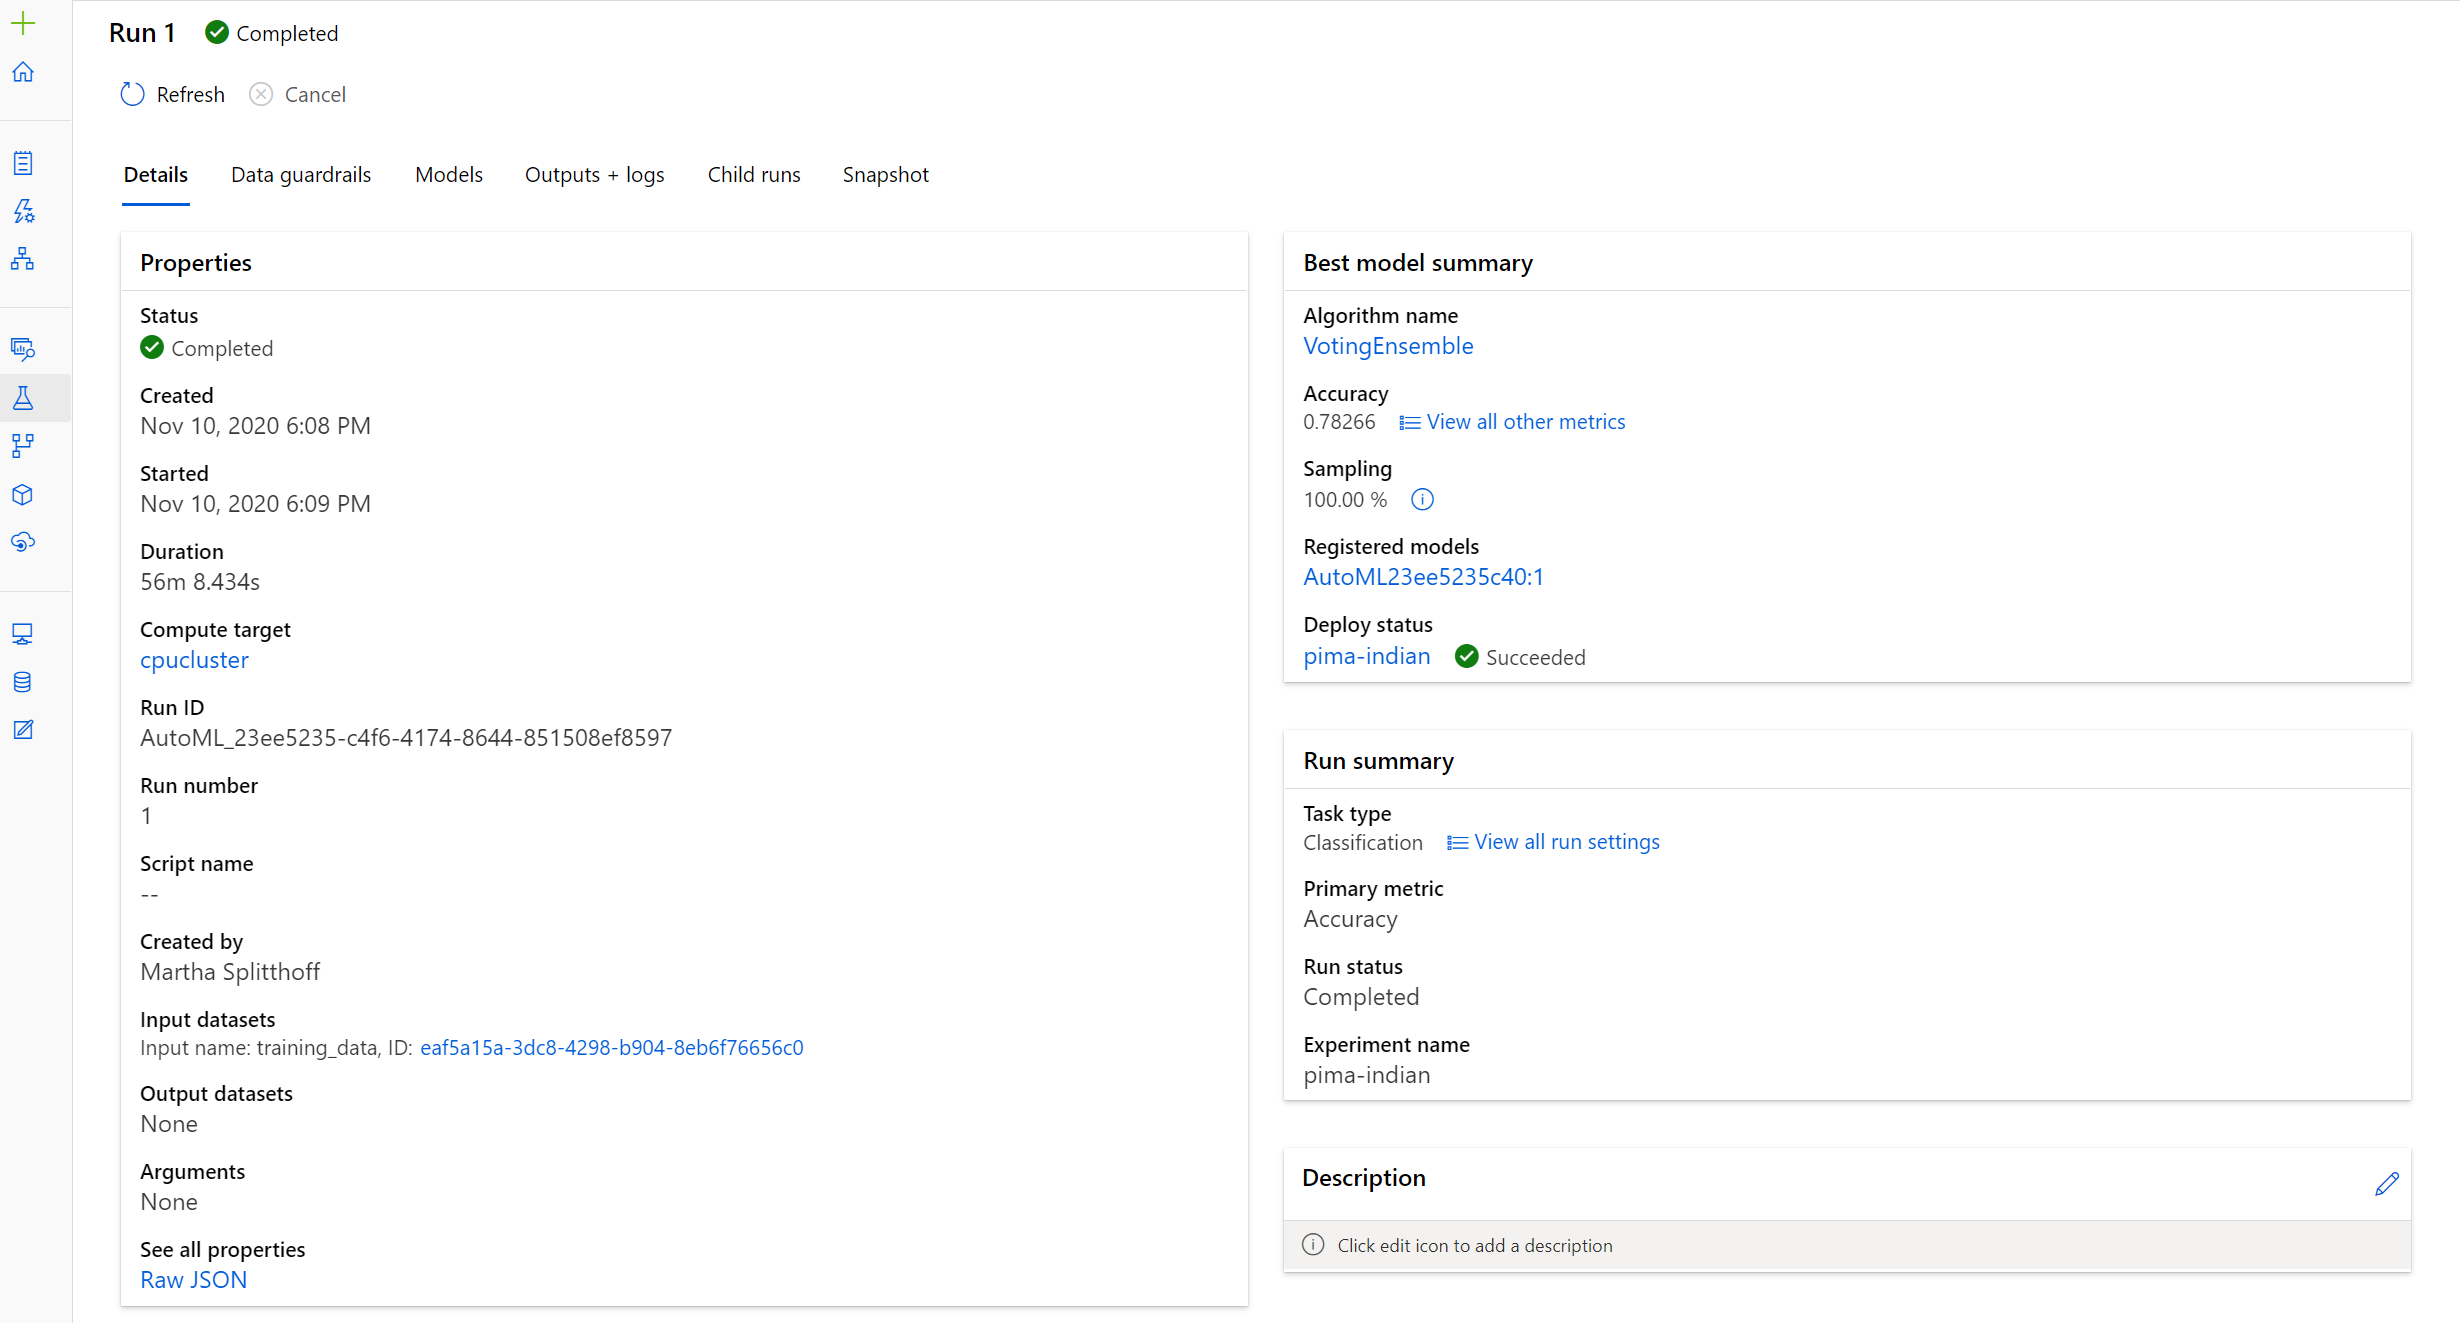 Run 1 Completed
Refresh Cancel
Details Data guardrails Models Outputs + logs Child runs Snapshot
Properties
Status
Completed
Created
Nov 10, 2020 6:08 PM
Started
Nov 10, 2020 6:09 PM
Duration
56m 8.434s
Compute target
cpucluster
Run ID
AutoML_23ee5235-c4f6-4174-8644-851508ef8597
Run number
1
Script name
--
Created by
Martha Splitthoff
Input datasets
Input name: training_data, ID: eaf5a15a-3dc8-4298-b904-8eb6f76656c0
Output datasets
None
Arguments
None
See all properties
Raw JSON
Best model summary
Algorithm name
VotingEnsemble
Accuracy
0.78266 View all other metrics
Sampling
100.00 %
Registered models
AutoML23ee5235c40:1
Deploy status
pima-indian Succeeded
Run summary
Task type
Classification View all run settings
Primary metric
Accuracy
Run status
Completed
Experiment name
pima-indian
Description
Click edit icon to add a description